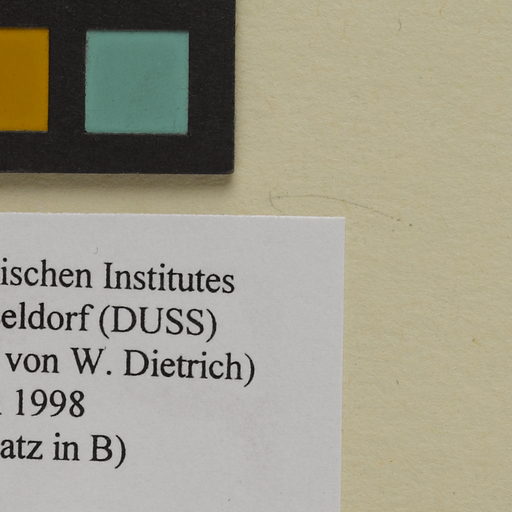 ischen Institutes
eldorf (DUSS)
von W. Dietrich)
1998
atz in B)